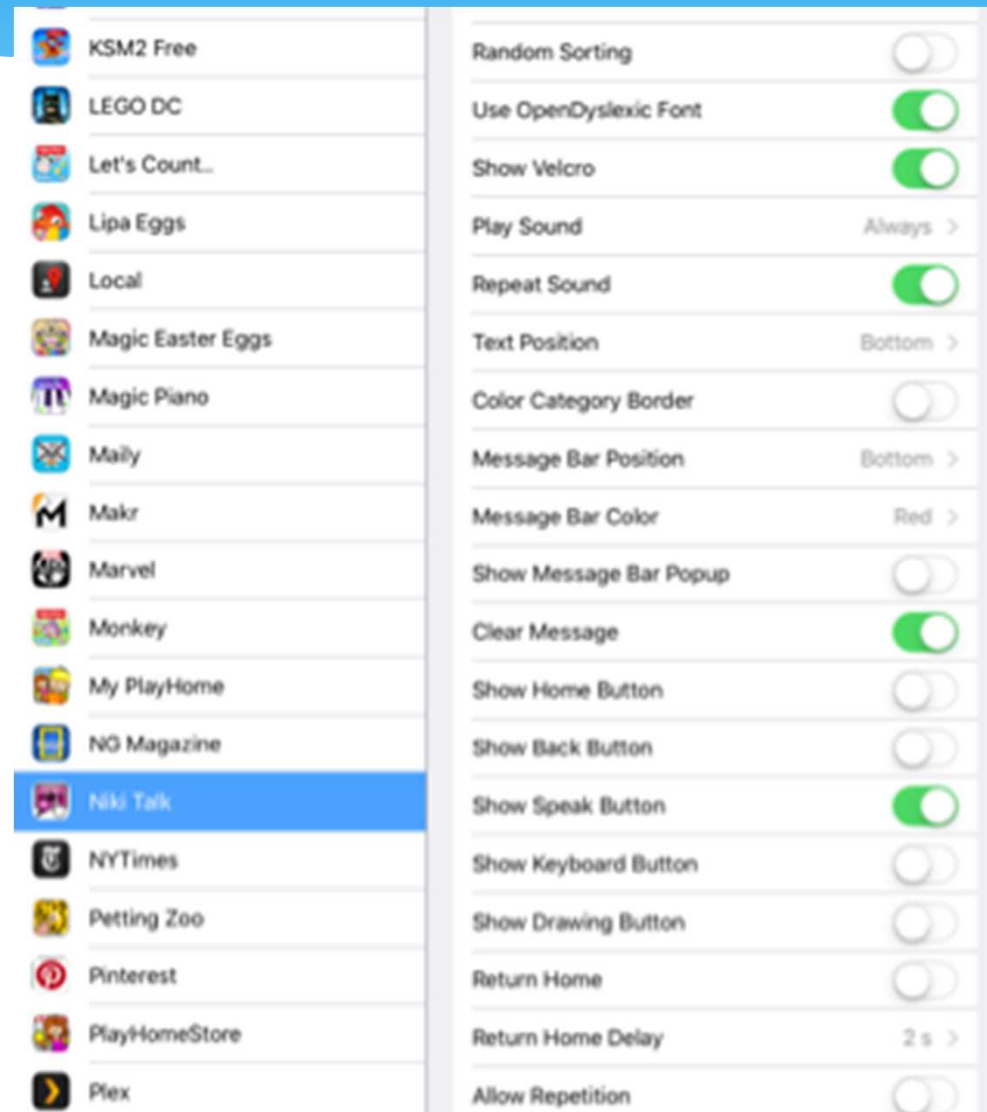 KSM2 Free
LEGO DC
Let's Count...
Lipa Eggs
Local
Magic Easter Eggs
Magic Piano
Maily
Makr
Marvel
Monkey
My PlayHome
NG Magazine
Niki Talk
NYTimes
Petting Zoo
Pinterest
PlayHomeStore
Plex
Random Sorting
Use OpenDyslexic Font
Show Velcro
Play Sound Always >
Repeat Sound
Text Position Bottom >
Color Category Border
Message Bar Position Bottom >
Message Bar Color Red >
Show Message Bar Popup
Clear Message
Show Home Button
Show Back Button
Show Speak Button
Show Keyboard Button
Show Drawing Button
Return Home
Return Home Delay 2 s >
Allow Repetition